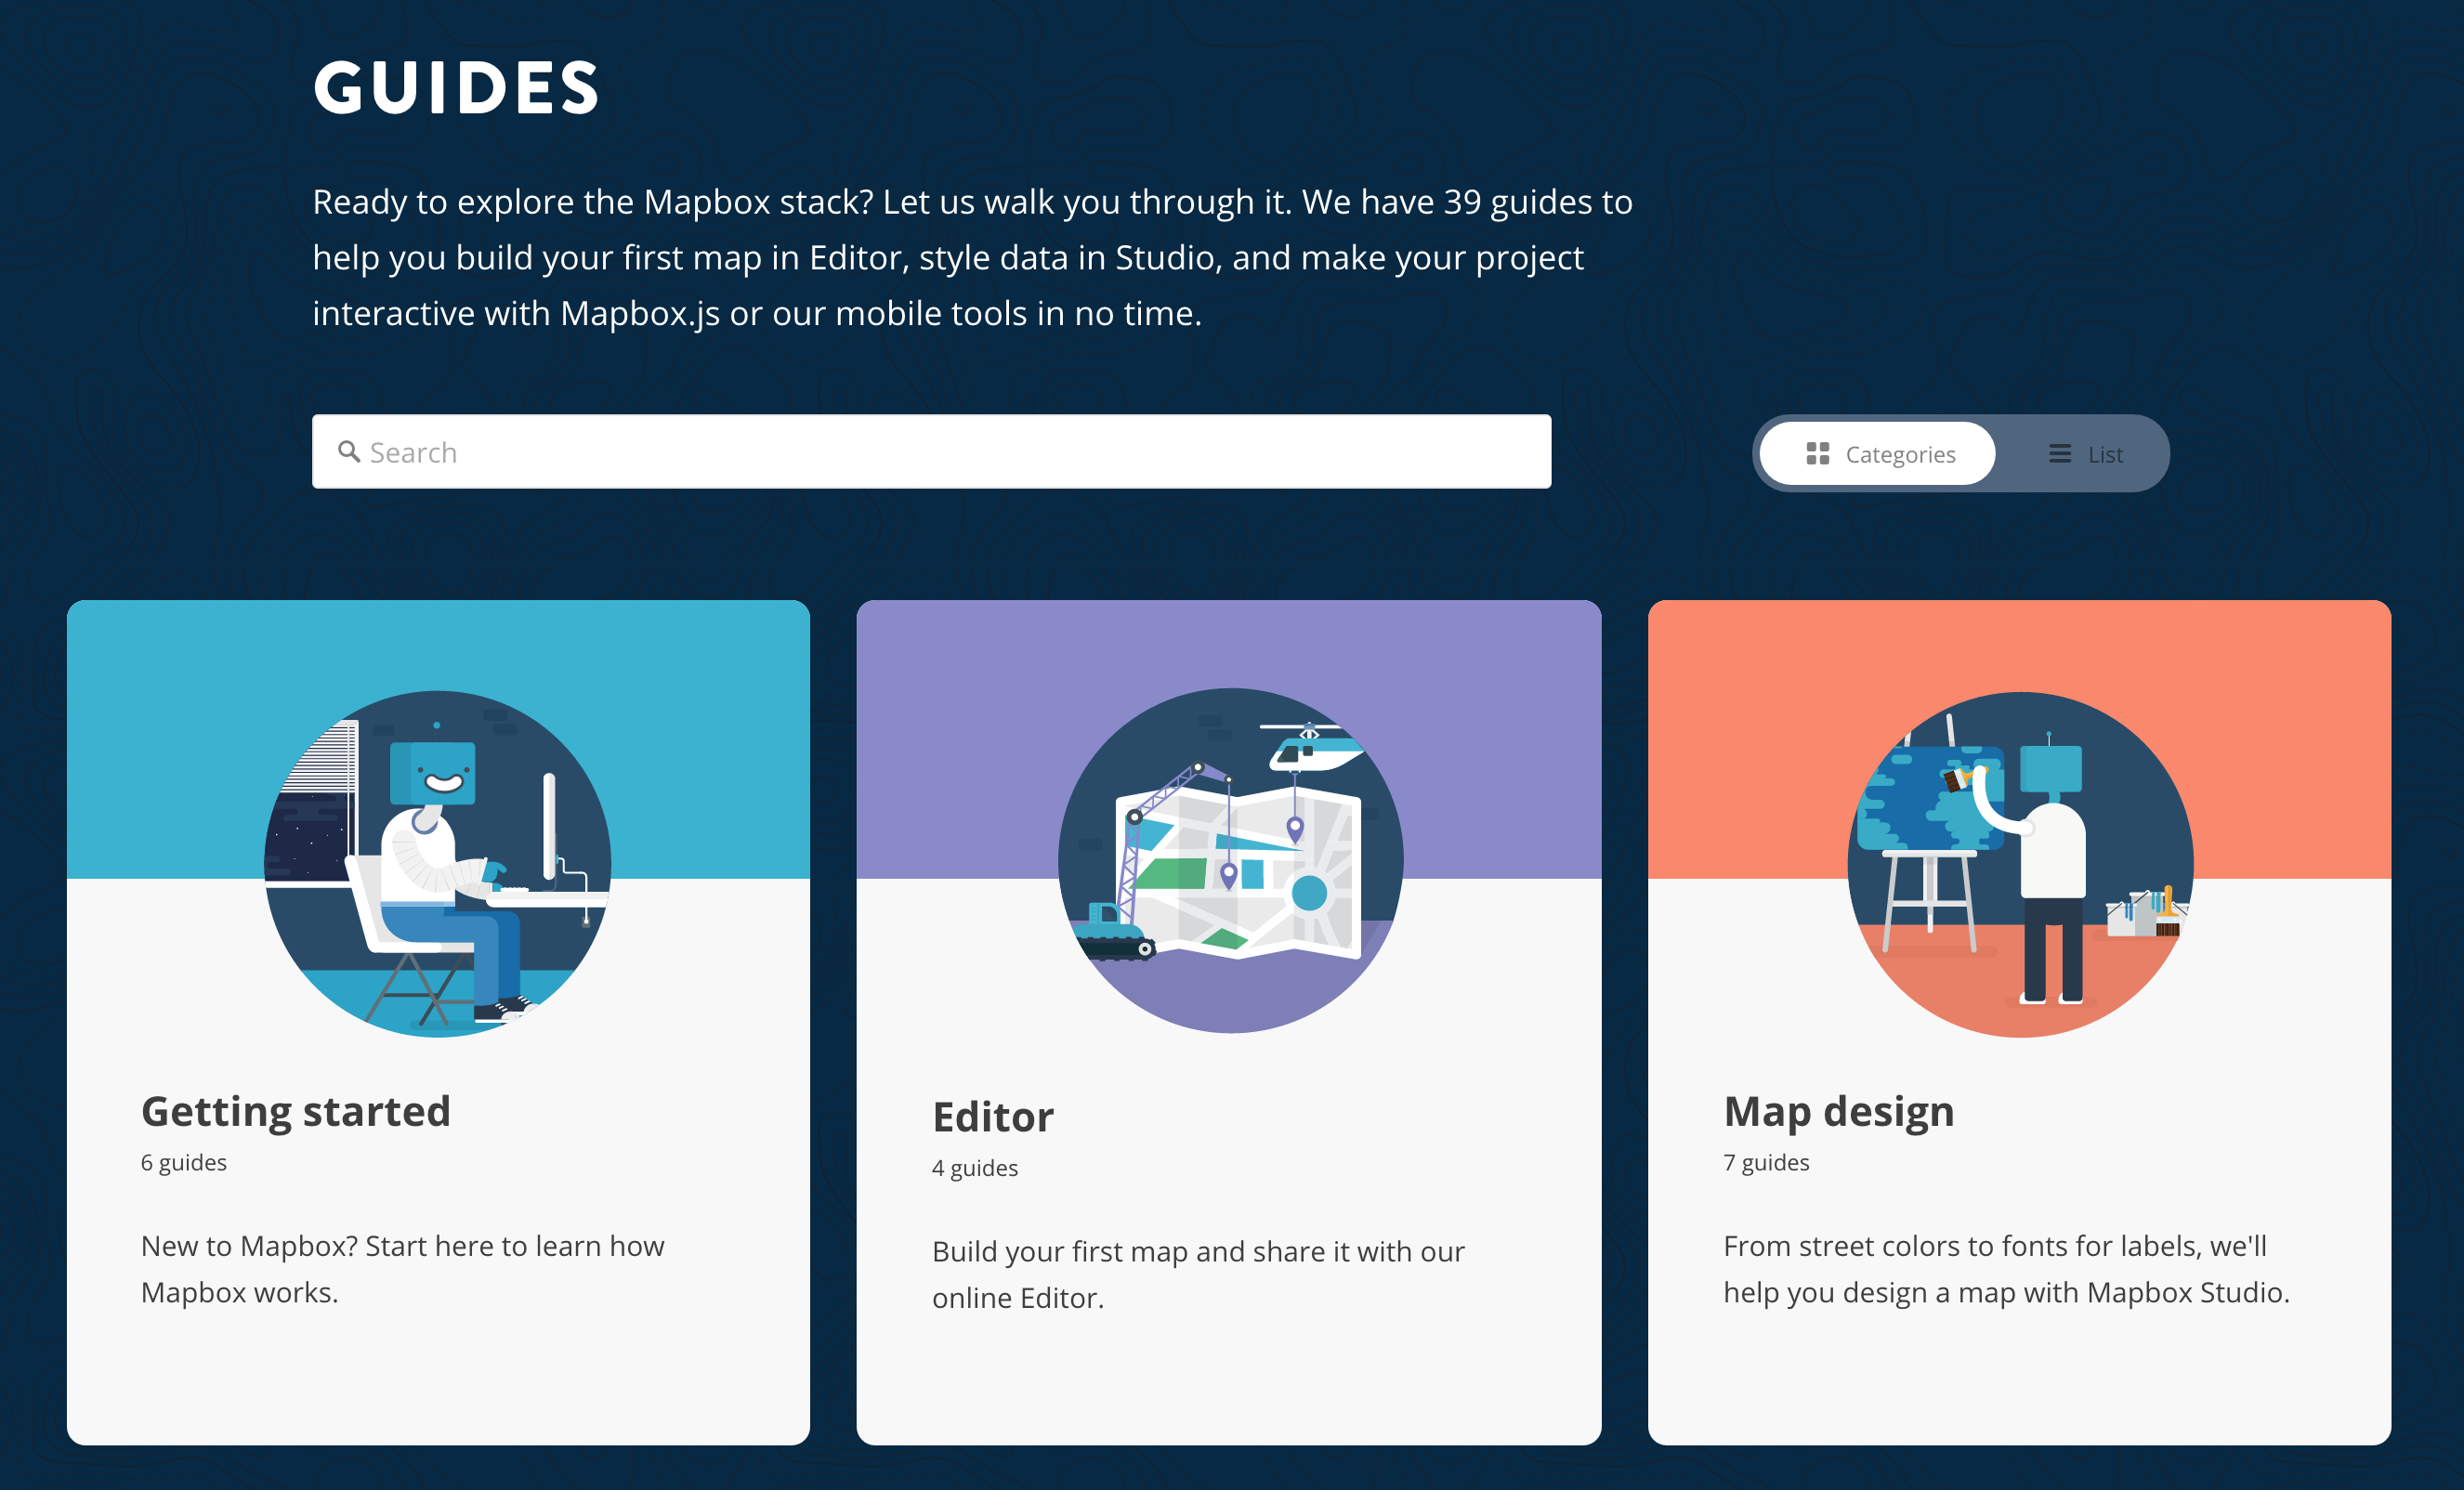 GUIDES
Ready to explore the Mapbox stack? Let us walk you through it. We have 39 guides to
help you build your first map in Editor, style data in Studio, and make your project
interactive with Mapbox.js or our mobile tools in no time.
Search
Categories
List
Getting started
6 guides
New to Mapbox? Start here to learn how
Mapbox works.
Editor
4 guides
Build your first map and share it with our
online Editor.
Map design
7 guides
From street colors to fonts for labels, we'll
help you design a map with Mapbox Studio.